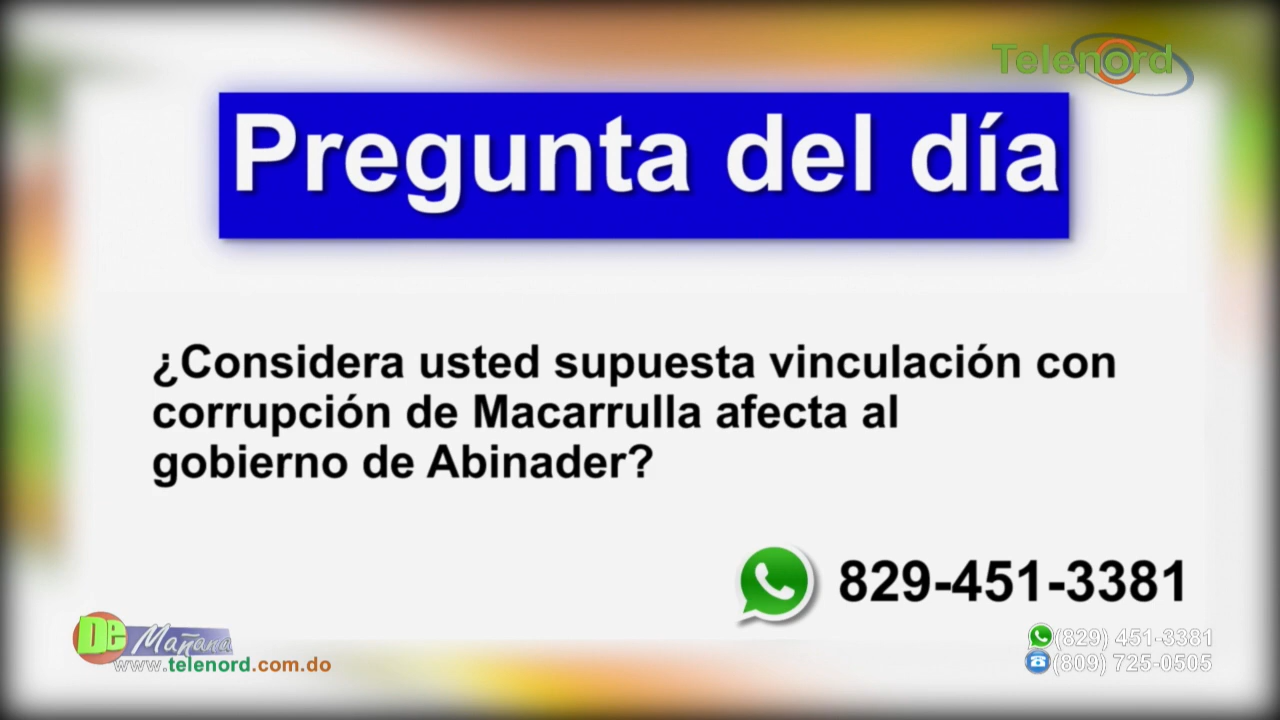 Telenord
Pregunta del día
¿Considera usted supuesta vinculación con
corrupción de Macarrulla afecta al
gobierno de Abinader?
829-451-3381
De Mañana
www.telenord.com.do
(829) 451-3381
(809) 725-0505